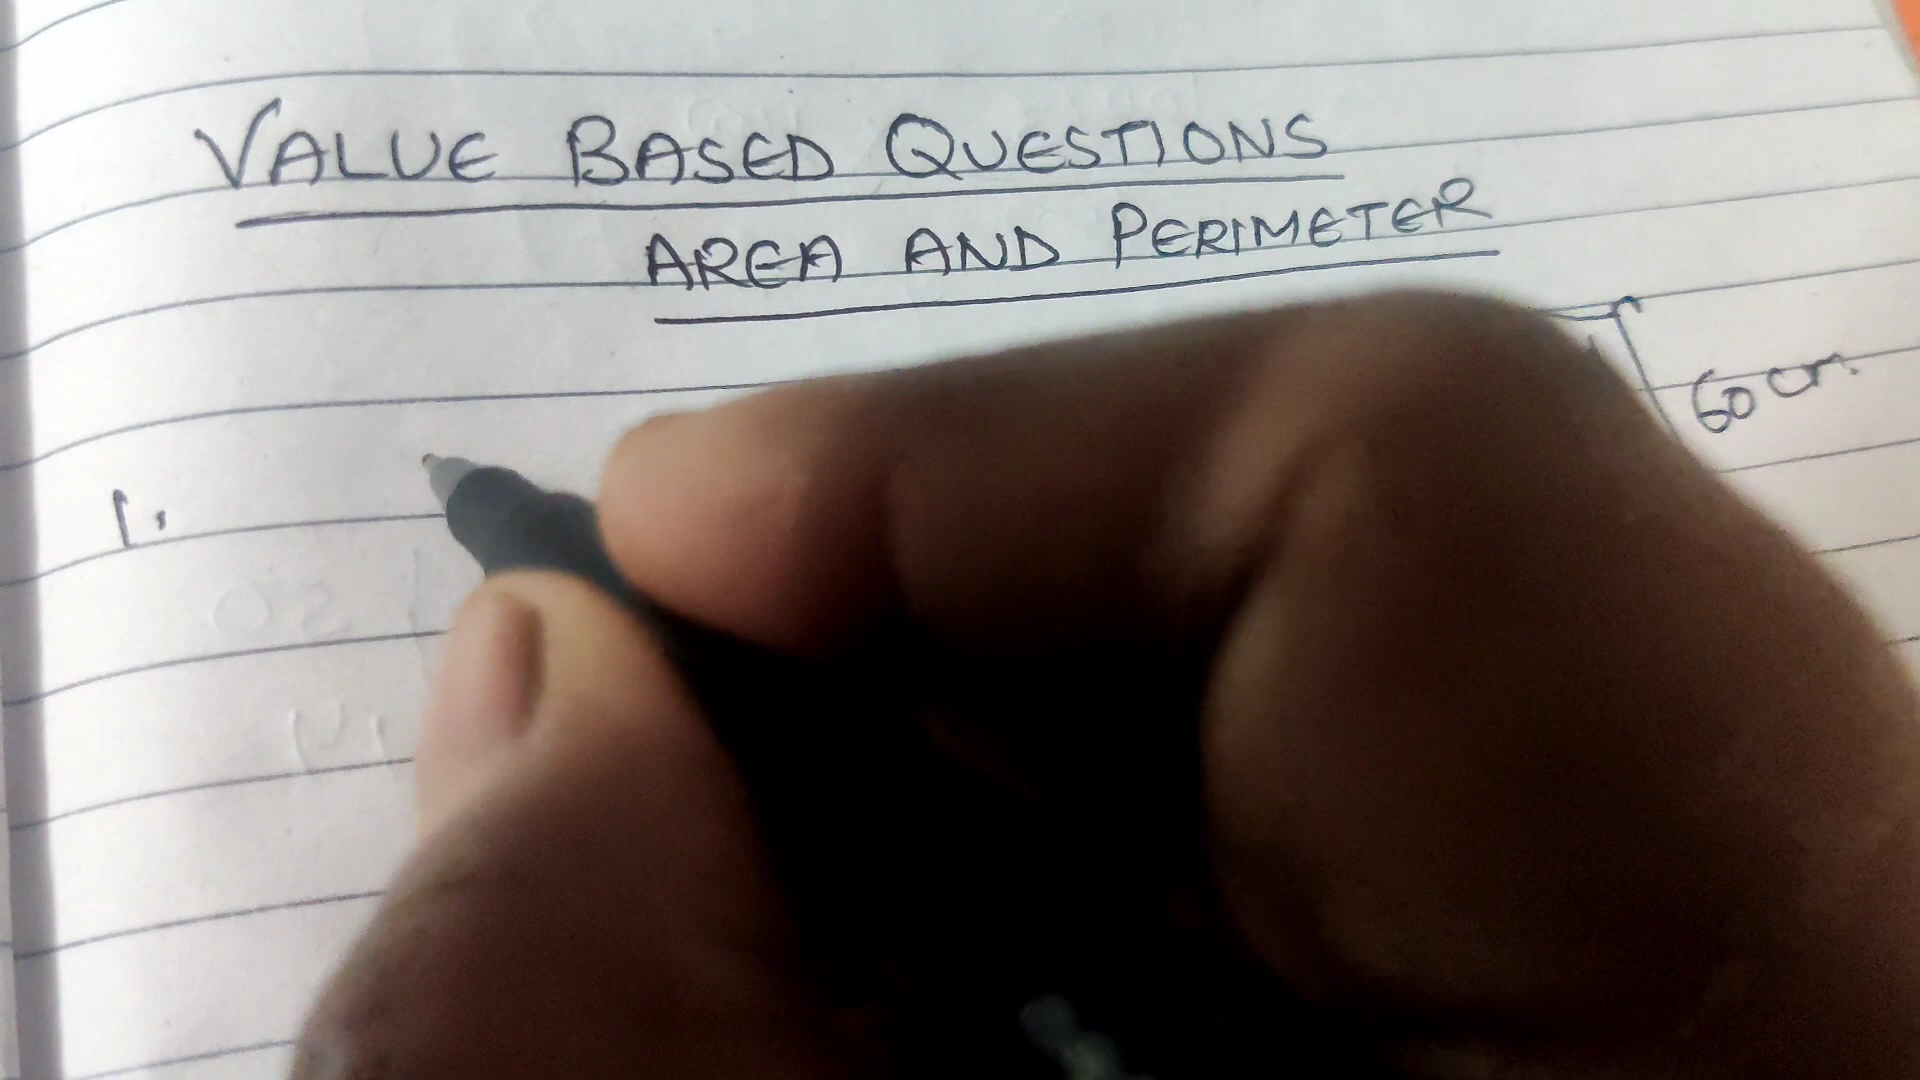 VALUE BASED QUESTIONS
AREA AND PERIMETER
60 cm.
1.